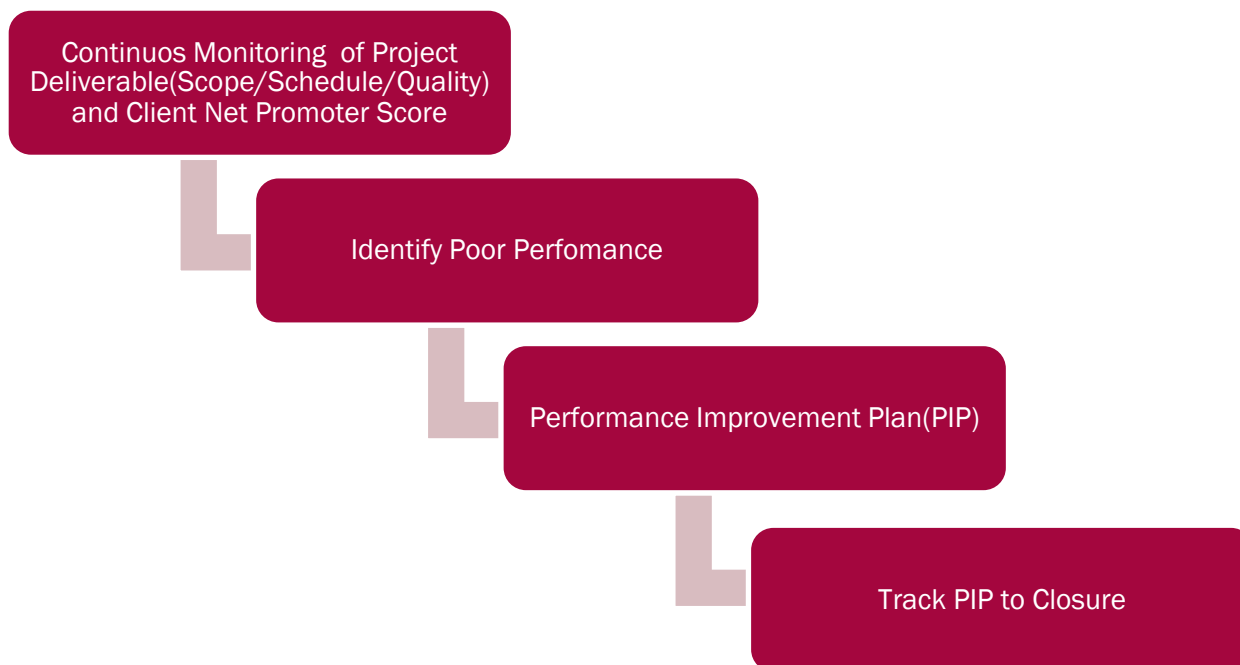 Continuos Monitoring of Project
Deliverable(Scope/Schedule/Quality)
and Client Net Promoter Score
Identify Poor Perfomance
Performance Improvement Plan(PIP)
Track PIP to Closure